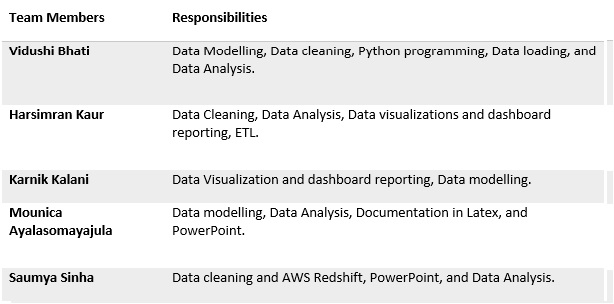 Team Members Responsibilities
Vidushi Bhati Data Modelling, Data cleaning, Python programming, Data loading, and
Data Analysis.
Harsimran Kaur Data Cleaning, Data Analysis, Data visualizations and dashboard
reporting, ETL.
Karnik Kalani Data Visualization and dashboard reporting, Data modelling.
Mounica Data modelling, Data Analysis, Documentation in Latex, and
Ayalasomayajula PowerPoint.
Saumya Sinha Data cleaning and AWS Redshift, PowerPoint, and Data Analysis.